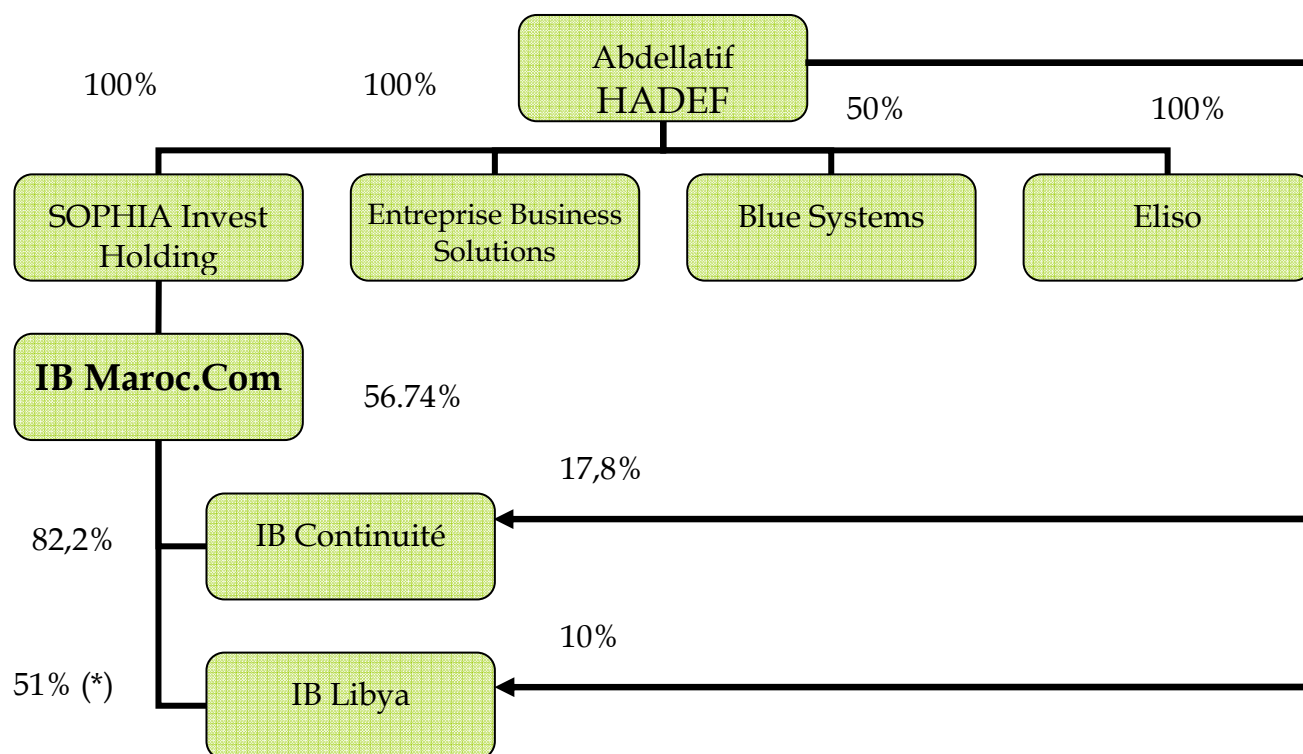 Abdellatif
HADEF
100%
100%
50%
100%
SOPHIA Invest
Holding
Entreprise Business
Solutions
Blue Systems
Eliso
IB Maroc.Com
56.74%
17,8%
82,2%
IB Continuité
10%
51% (*)
IB Libya